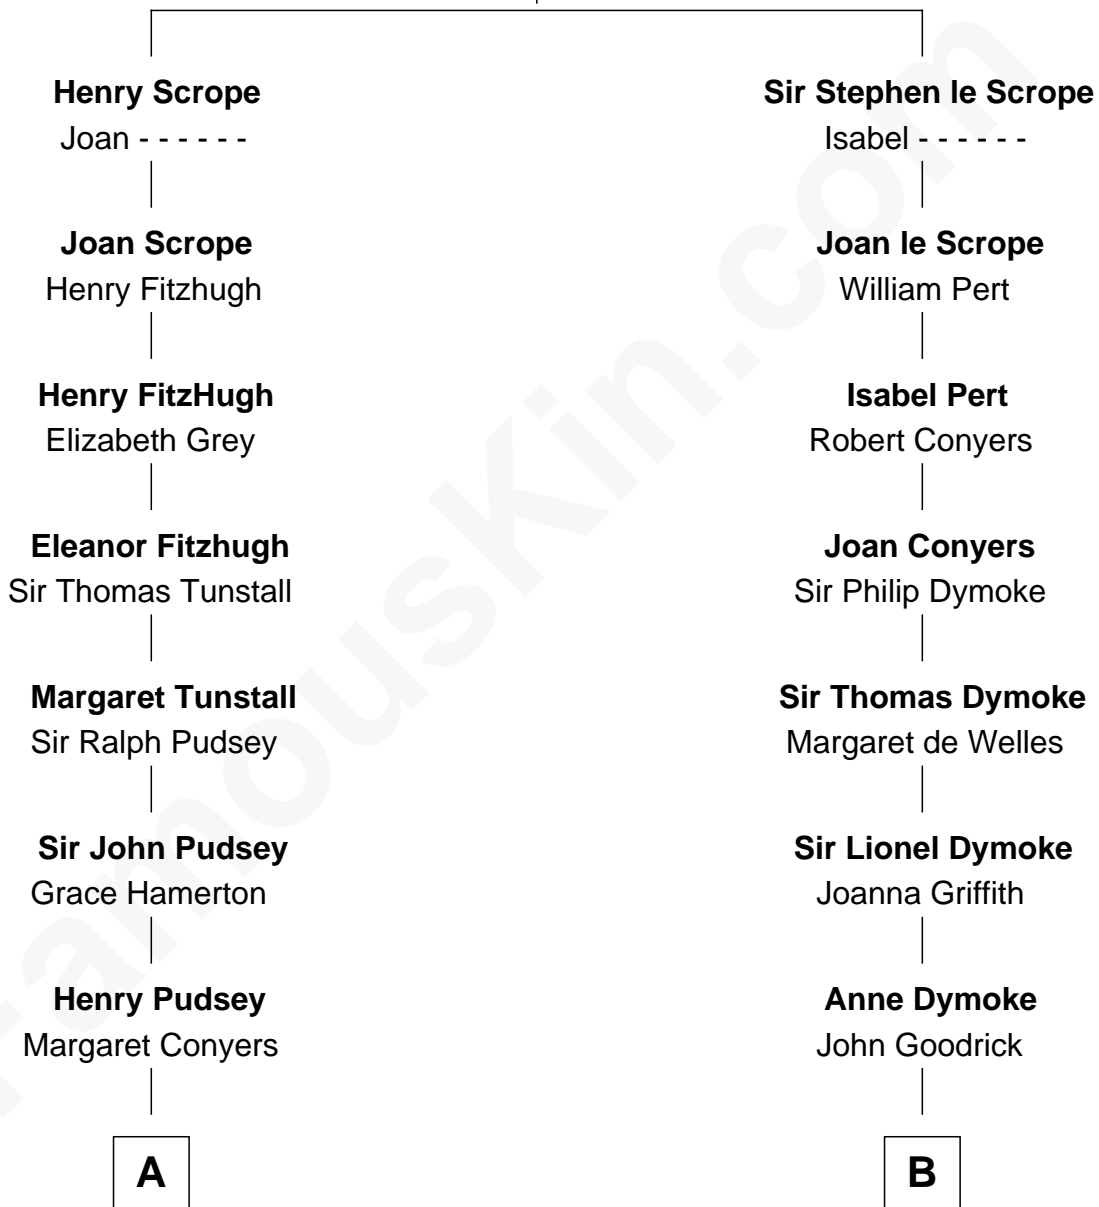 Henry Scrope
Joan - - - - - -
Joan Scrope
Henry Fitzhugh
Henry FitzHugh
Elizabeth Grey
Eleanor Fitzhugh
Sir Thomas Tunstall
Margaret Tunstall
Sir Ralph Pudsey
Sir John Pudsey
Grace Hamerton
Henry Pudsey
Margaret Conyers
A
Sir Stephen le Scrope
Isabel - - - - - -
Joan le Scrope
William Pert
Isabel Pert
Robert Conyers
Joan Conyers
Sir Philip Dymoke
Sir Thomas Dymoke
Margaret de Welles
Sir Lionel Dymoke
Joanna Griffith
Anne Dymoke
John Goodrick
B
FamousKin.com